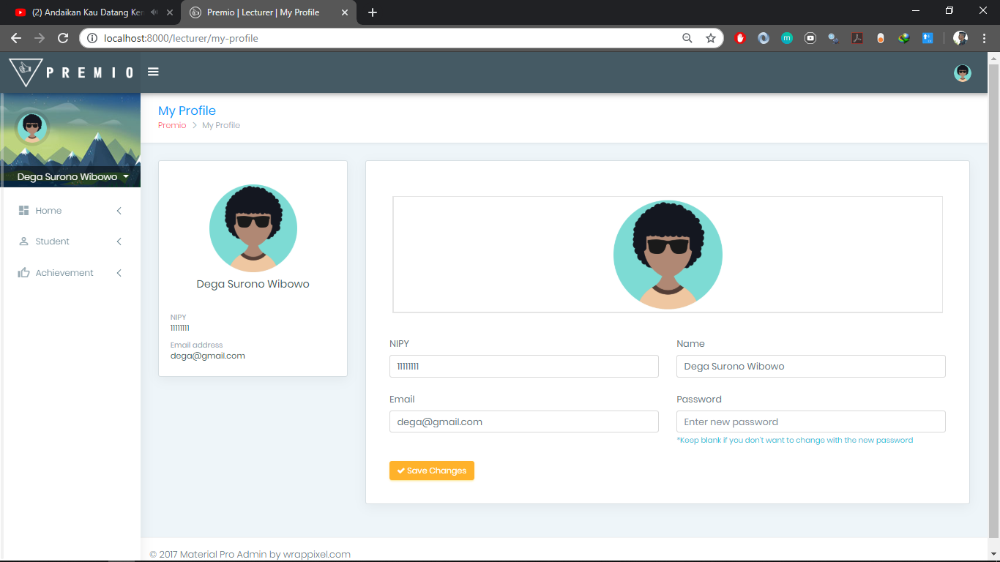 (2) Andaikan Kau Datang Ke
Premio | Lecturer | My Profile
localhost:8000/lecturer/my-profile
PREMIO
My Profile
Premio > My Profile
Dega Surono Wibowo
Home
Student
Achievement
Dega Surono Wibowo
NIPY
11111111
Email address
dega@gmail.com
NIPY
Name
11111111
Dega Surono Wibowo
Email
Password
dega@gmail.com
Enter new password
*Keep blank if you don't want to change with the new password
Save Changes
© 2017 Material Pro Admin by wrappixel.com